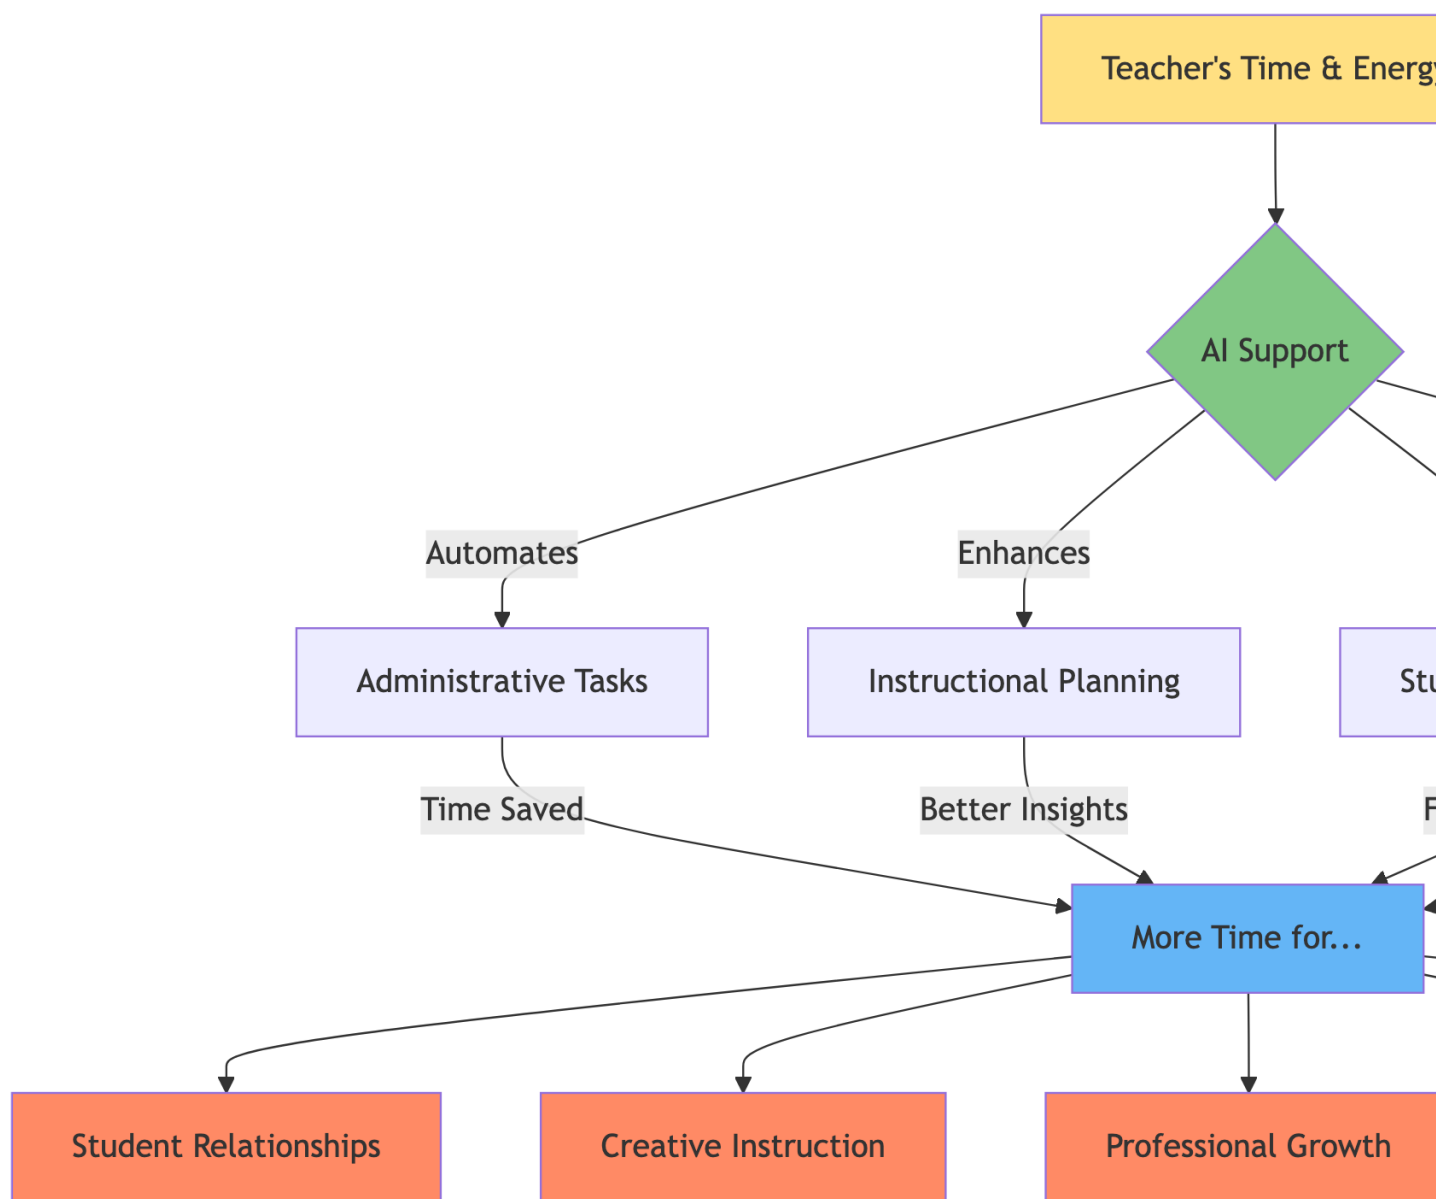 Teacher's Time & Energy
AI Support
Automates
Enhances
Administrative Tasks
Instructional Planning
Time Saved
Better Insights
More Time for...
Student Relationships
Creative Instruction
Professional Growth